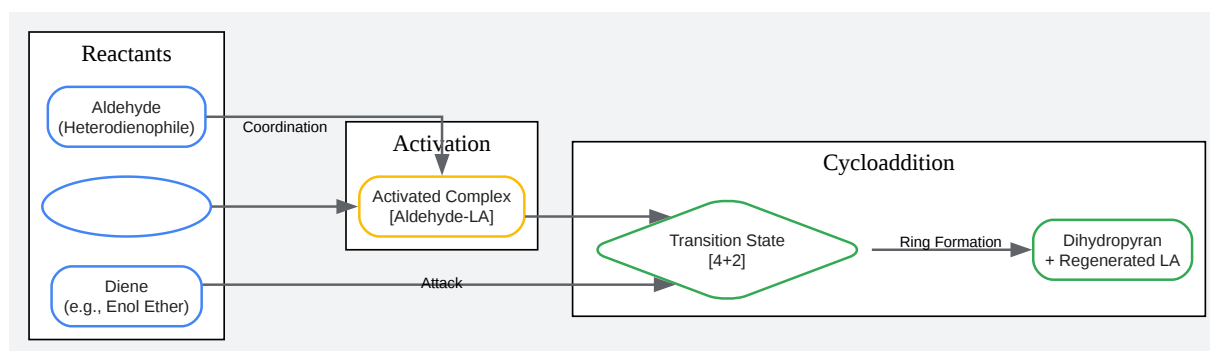 Reactants
Aldehyde
(Heterodienophile)
Coordination
Activation
Activated Complex
[Aldehyde-LA]
Diene
(e.g., Enol Ether)
Attack
Cycloaddition
Transition State
[4+2]
Ring Formation
Dihydropyran
+ Regenerated LA